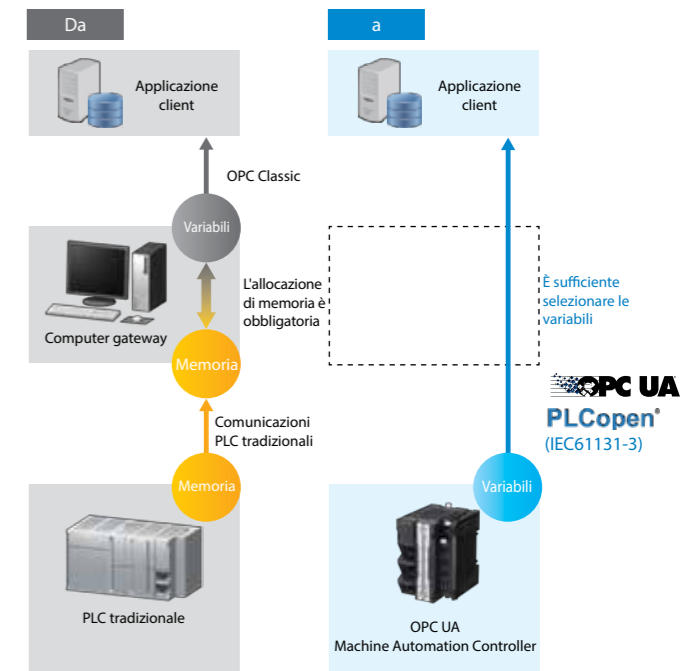 Da
Applicazione
client
OPC Classic
Variabili
L'allocazione
di memoria è
obbligatoria
Computer gateway
Memoria
Comunicazioni
PLC tradizionali
Memoria
PLC tradizionale
a
Applicazione
client
È sufficiente
selezionare le
variabili
OPC UA
PLCopen®
(IEC61131-3)
Variabili
OPC UA
Machine Automation Controller